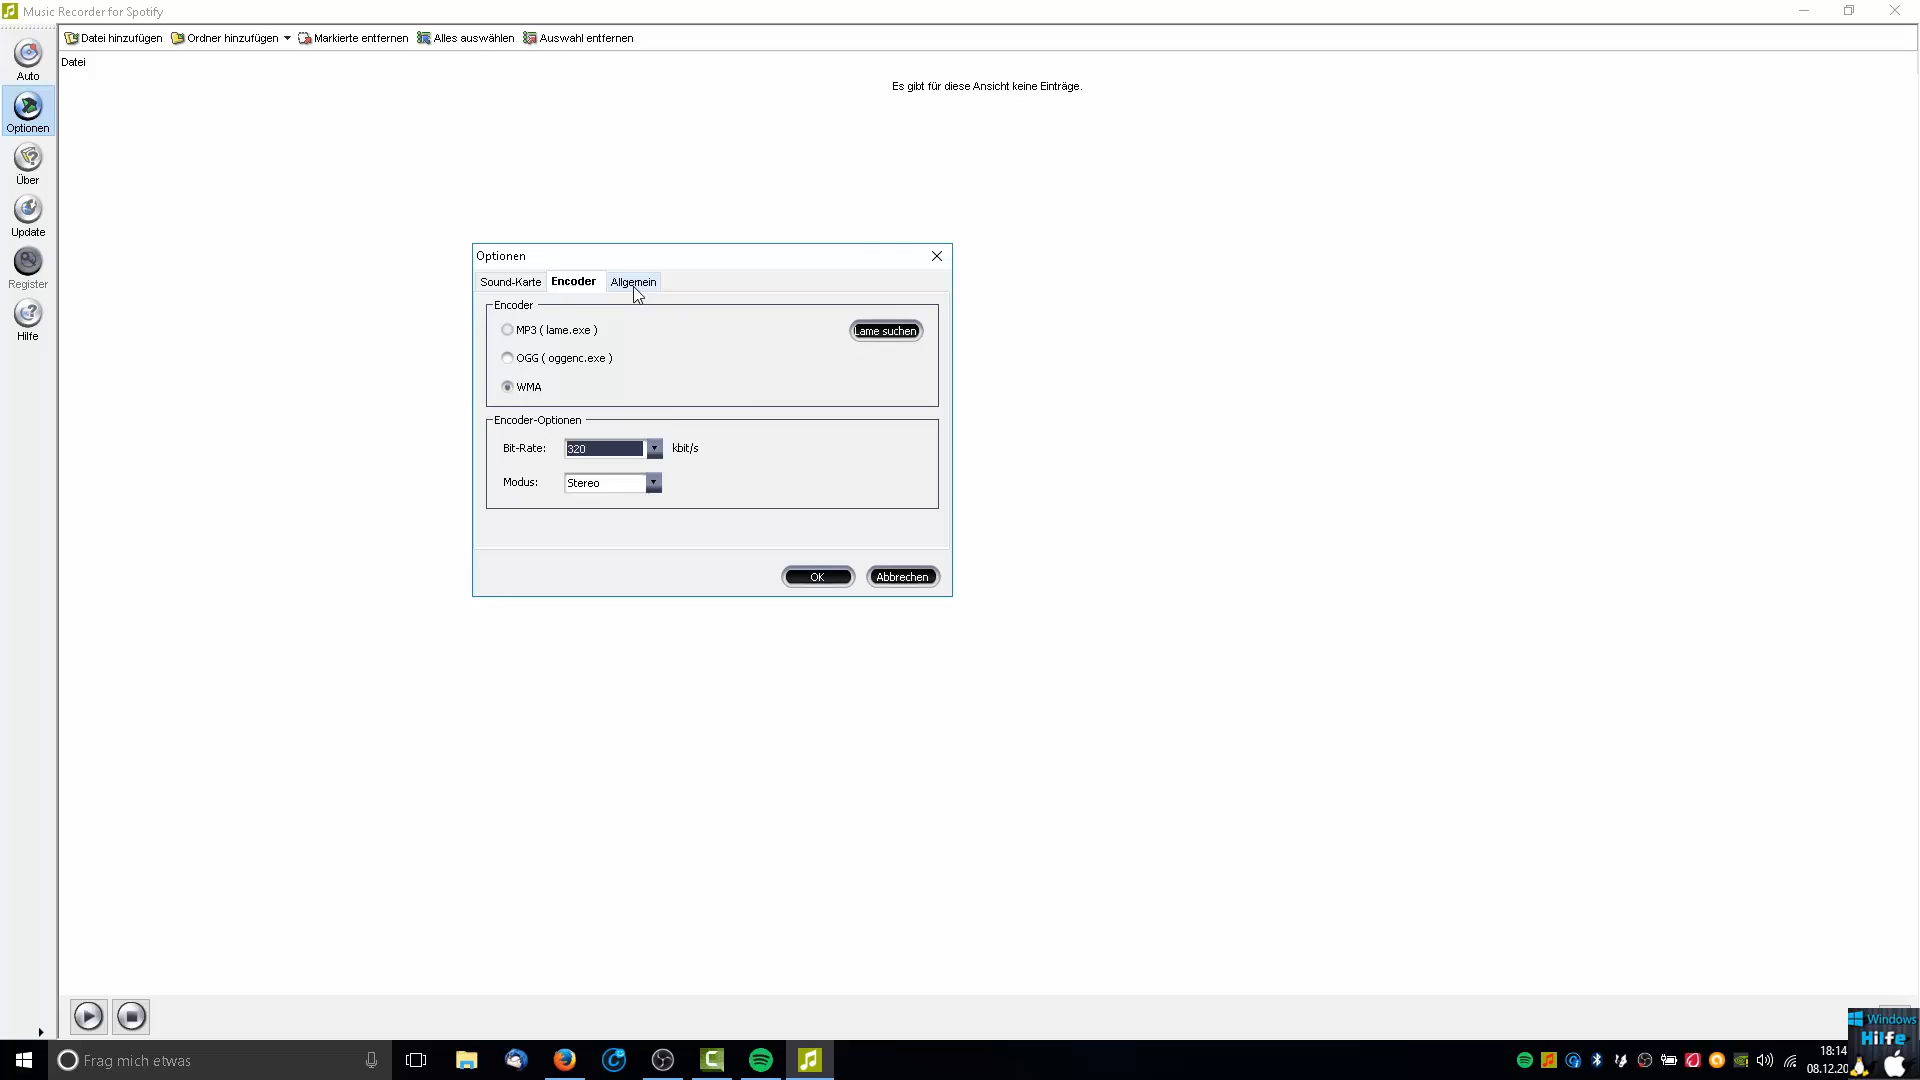 Music Recorder for Spotify
Datei hinzufügen Ordner hinzufügen Markierte entfernen Alles auswählen Auswahl entfernen
Auto
Optionen
Über
Update
Register
Hilfe
Datei
Es gibt für diese Ansicht keine Einträge.
Optionen
Sound-Karte Encoder Allgemein
Encoder
MP3 ( lame.exe )
Lame suchen
OGG ( oggenc.exe )
WMA
Encoder-Optionen
Bit-Rate: 320 kbit/s
Modus: Stereo
OK Abbrechen
Frag mich etwas
18:14
08.12.20
Windows
Hilfe